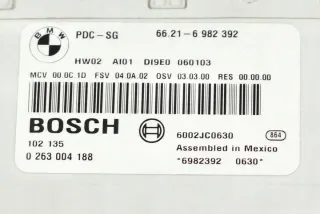 BMW
PDC-SG 66.21-6 982 392
HW02 AI01 DI9E0 060103
MCV 00.0C 1D FSV 04.0A.02 OSV 03.03.00 RES 00.00.00
BOSCH
6002JC0630 864
102 135
Assembled in Mexico
0 263 004 188
*6982392 0630*